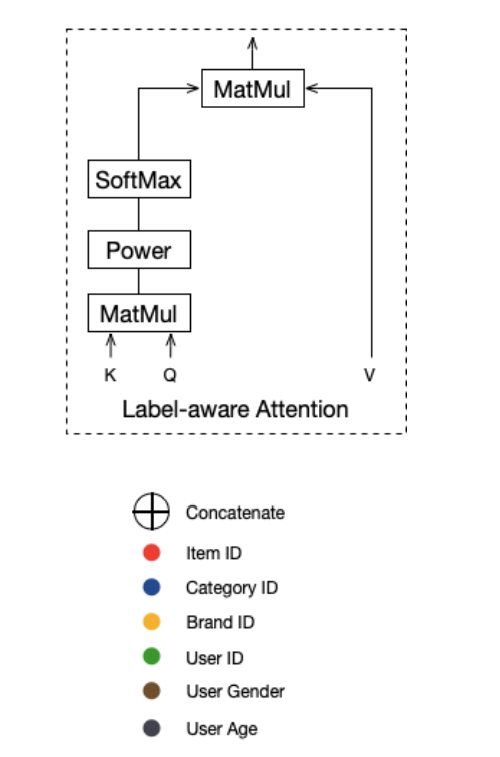 MatMul
SoftMax
Power
MatMul
K Q V
Label-aware Attention
Concatenate
Item ID
Category ID
Brand ID
User ID
User Gender
User Age